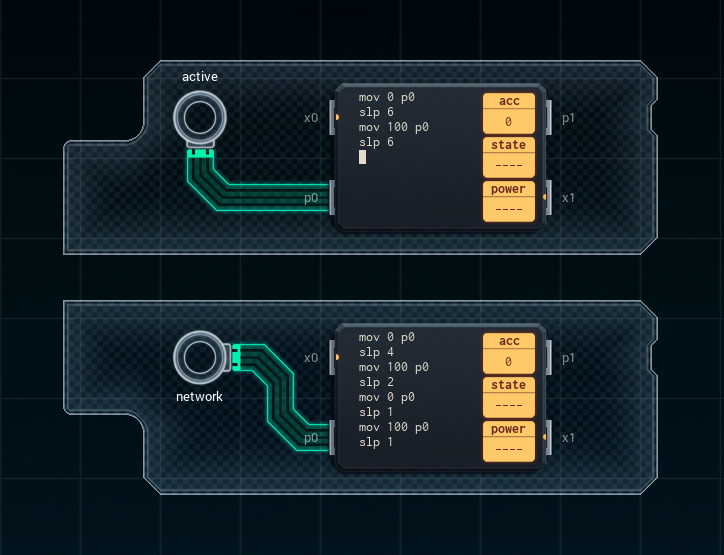 active
x0
p0
mov 0 p0
slp 6
mov 100 p0
slp 6
acc
0
state
----
power
----
p1
x1
network
x0
p0
mov 0 p0
slp 4
mov 100 p0
slp 2
mov 0 p0
slp 1
mov 100 p0
slp 1
acc
0
state
----
power
----
p1
x1